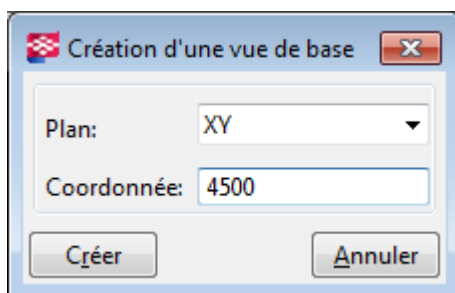 Création d'une vue de base
Plan: XY
Coordonnée: 4500
Créer Annuler